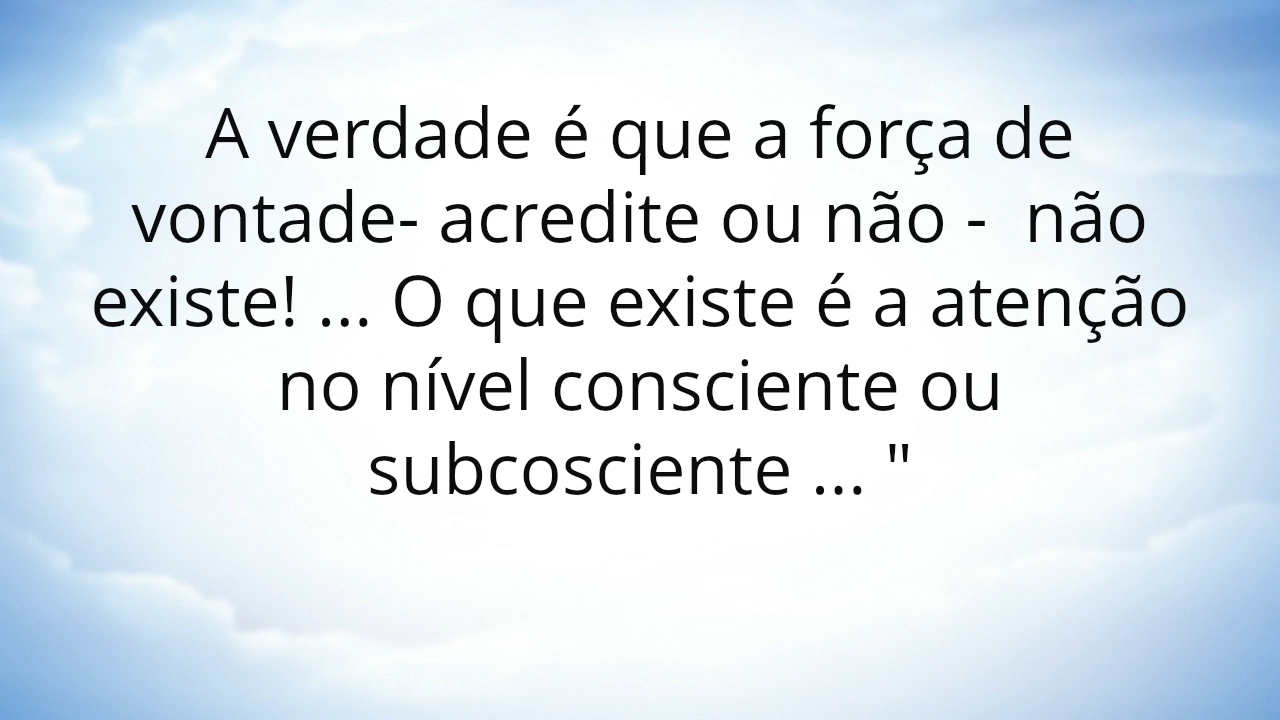 A verdade é que a força de
vontade- acredite ou não -  não
existe! ... O que existe é a atenção
no nível consciente ou
subcosciente ... "